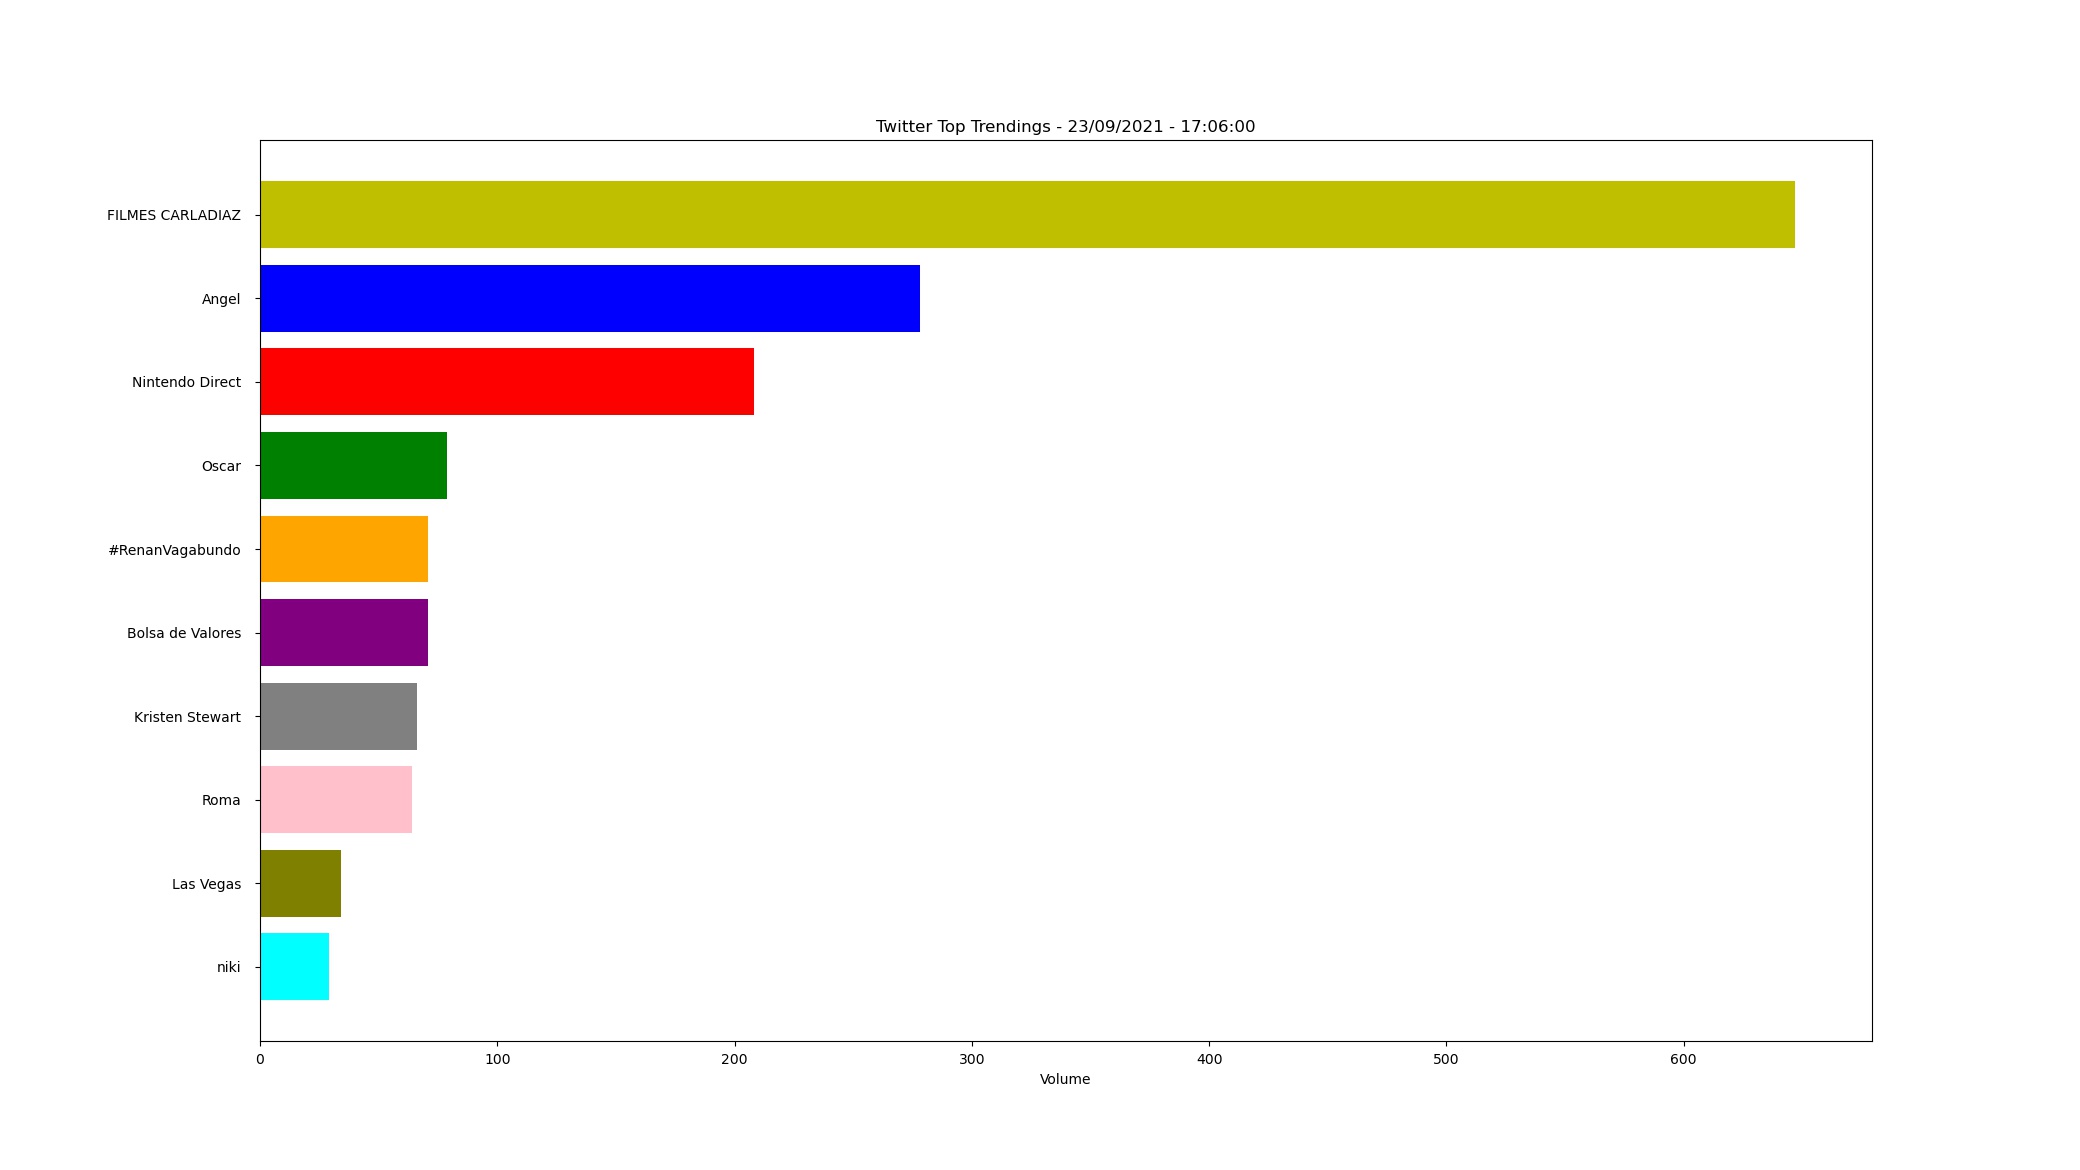 Twitter Top Trendings - 23/09/2021 - 17:06:00
FILMES CARLADIAZ
Angel
Nintendo Direct
Oscar
#RenanVagabundo
Bolsa de Valores
Kristen Stewart
Roma
Las Vegas
niki
0 100 200 300 400 500 600
Volume